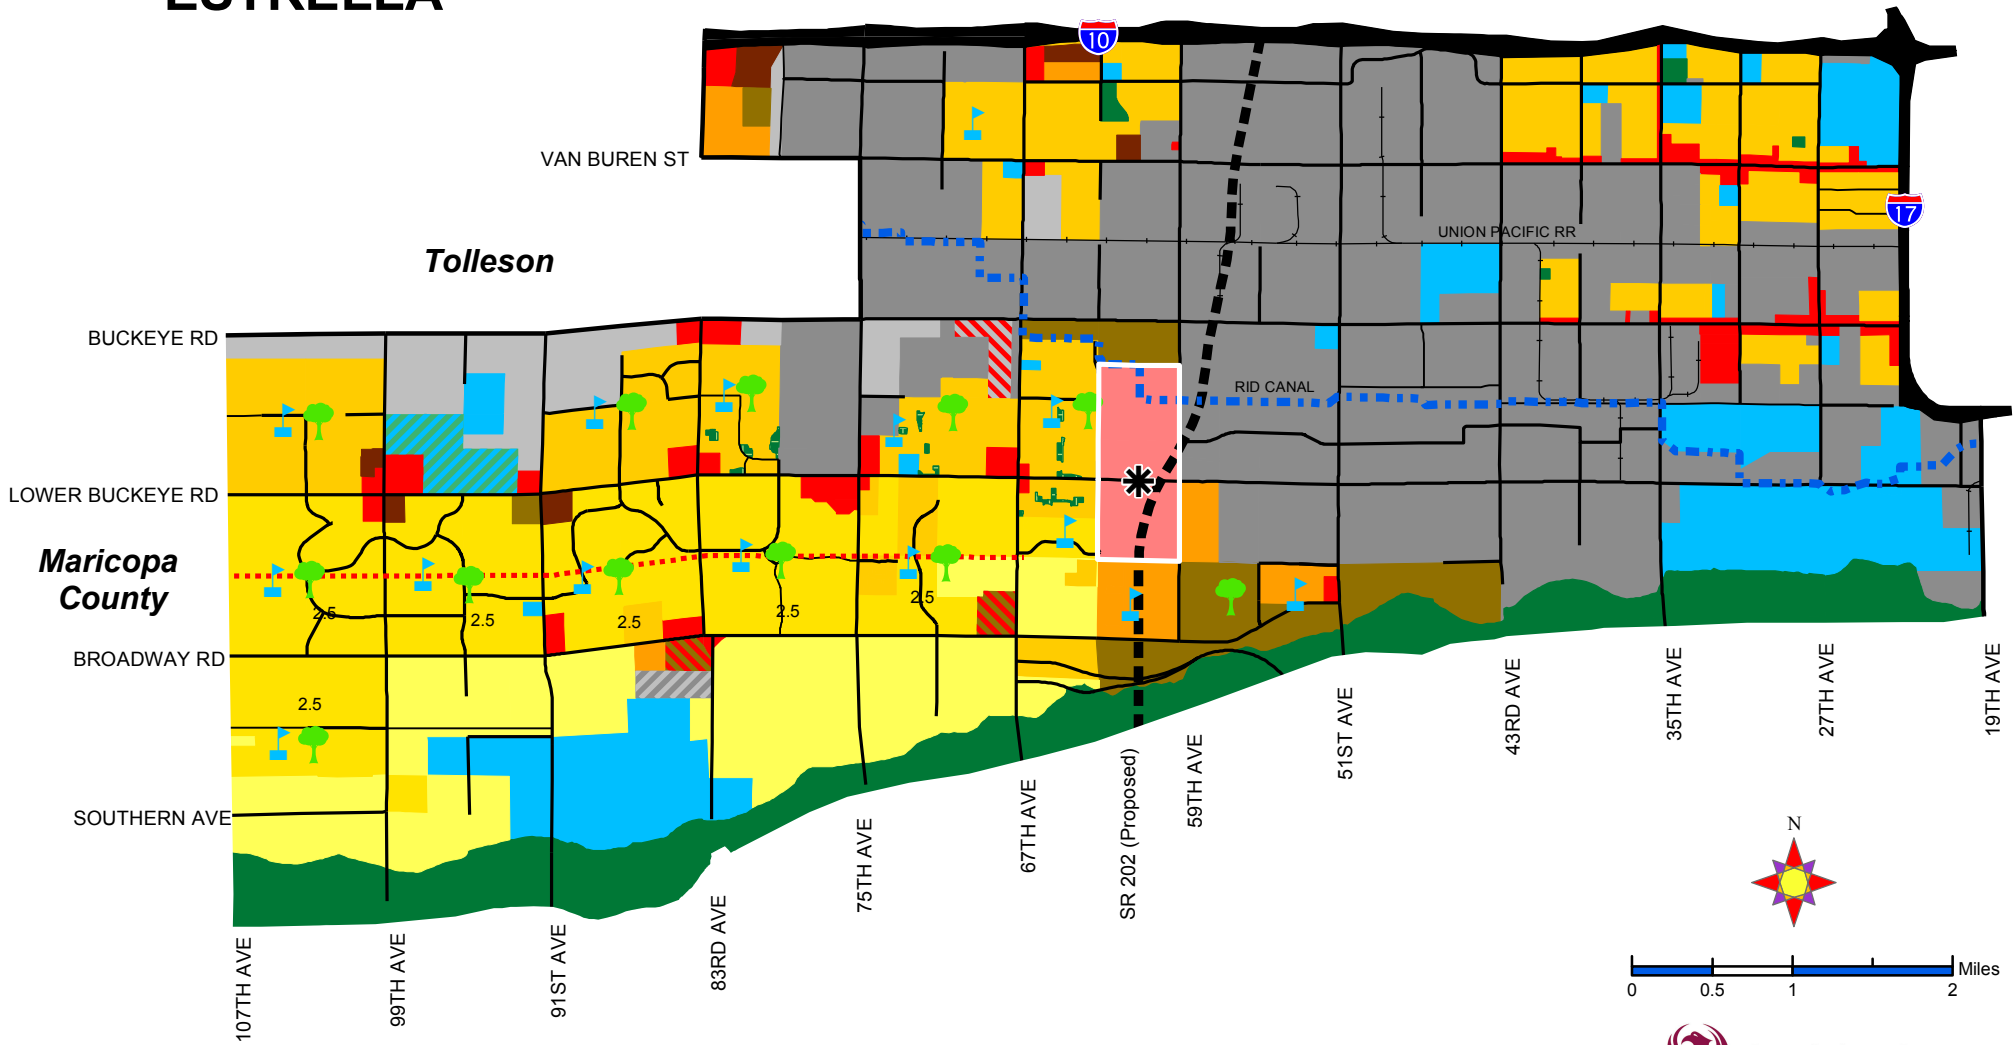 ESTRELLA
10
VAN BUREN ST
17
UNION PACIFIC RR
Tolleson
BUCKEYE RD
RID CANAL
LOWER BUCKEYE RD
Maricopa
County
2.5
2.5
2.5
2.5
2.5
BROADWAY RD
2.5
SOUTHERN AVE
107TH AVE
99TH AVE
91ST AVE
83RD AVE
75TH AVE
67TH AVE
SR 202 (Proposed)
59TH AVE
51ST AVE
43RD AVE
35TH AVE
27TH AVE
19TH AVE
N
Miles
0 0.5 1 2